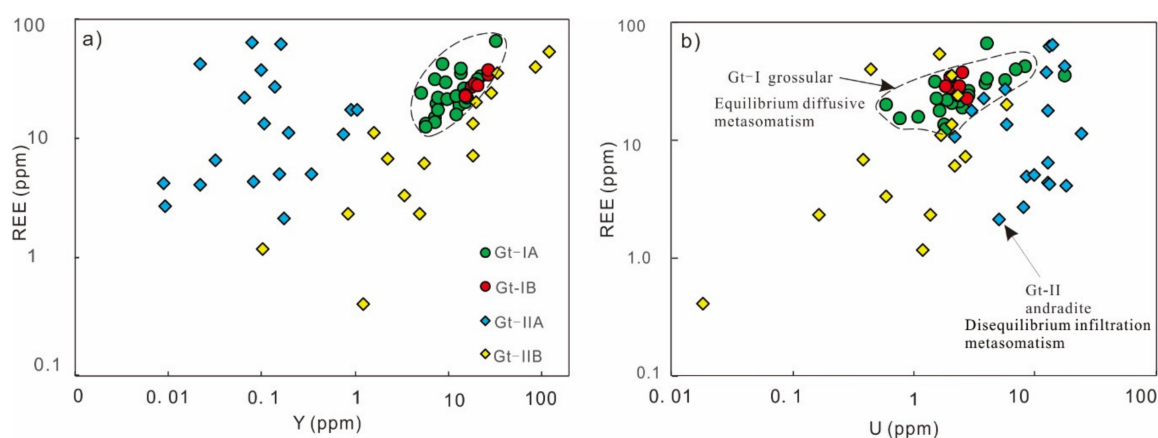 a)
100
10
1
0.1
REE (ppm)
0
0.01
0.1
1.0
10
100
Y (ppm)
Gt-IA
Gt-IB
Gt-IIA
Gt-IIB
b)
100
10
1.0
0.1
REE (ppm)
0.01
0.1
1
10
100
U (ppm)
Gt-I grossular
Equilibrium diffusive
metasomatism
Gt-II
andradite
Disequilibrium infiltration
metasomatism